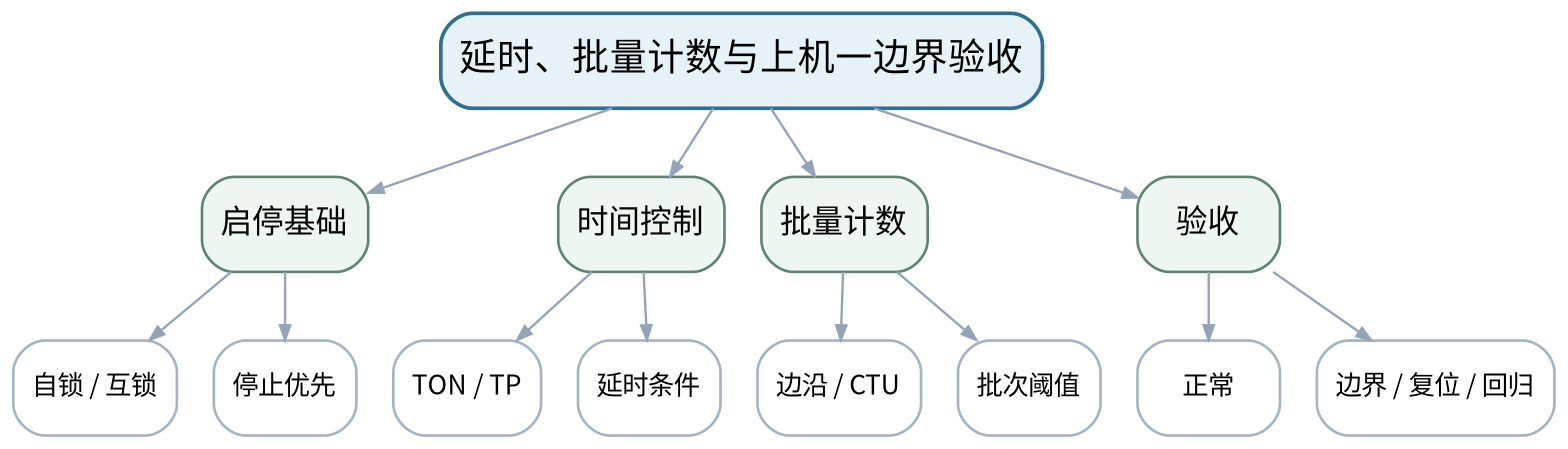 延时、批量计数与上机一边界验收
启停基础
时间控制
批量计数
验收
自锁 / 互锁
停止优先
TON / TP
延时条件
边沿 / CTU
批次阈值
正常
边界 / 复位 / 回归